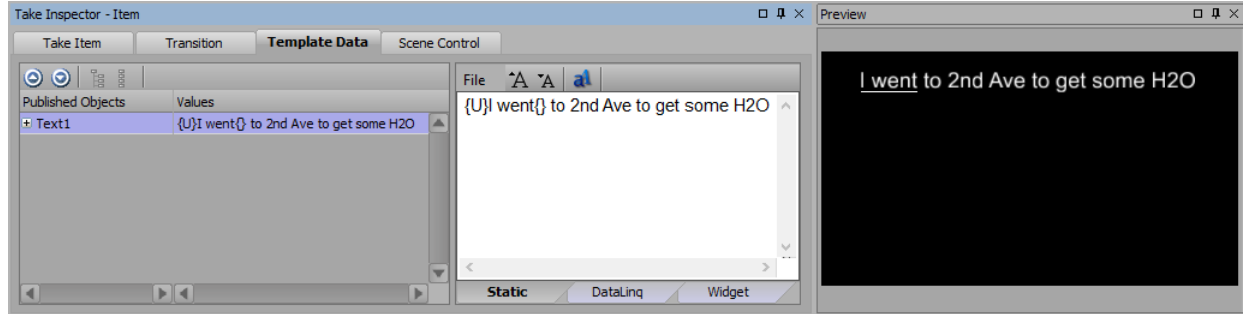 Take Inspector - Item
Preview
Take Item Transition Template Data Scene Control
File A A a
Published Objects Values
Text1 {U}I went{} to 2nd Ave to get some H2O
{U}I went{} to 2nd Ave to get some H2O
Static DataLinq Widget
I went to 2nd Ave to get some H2O